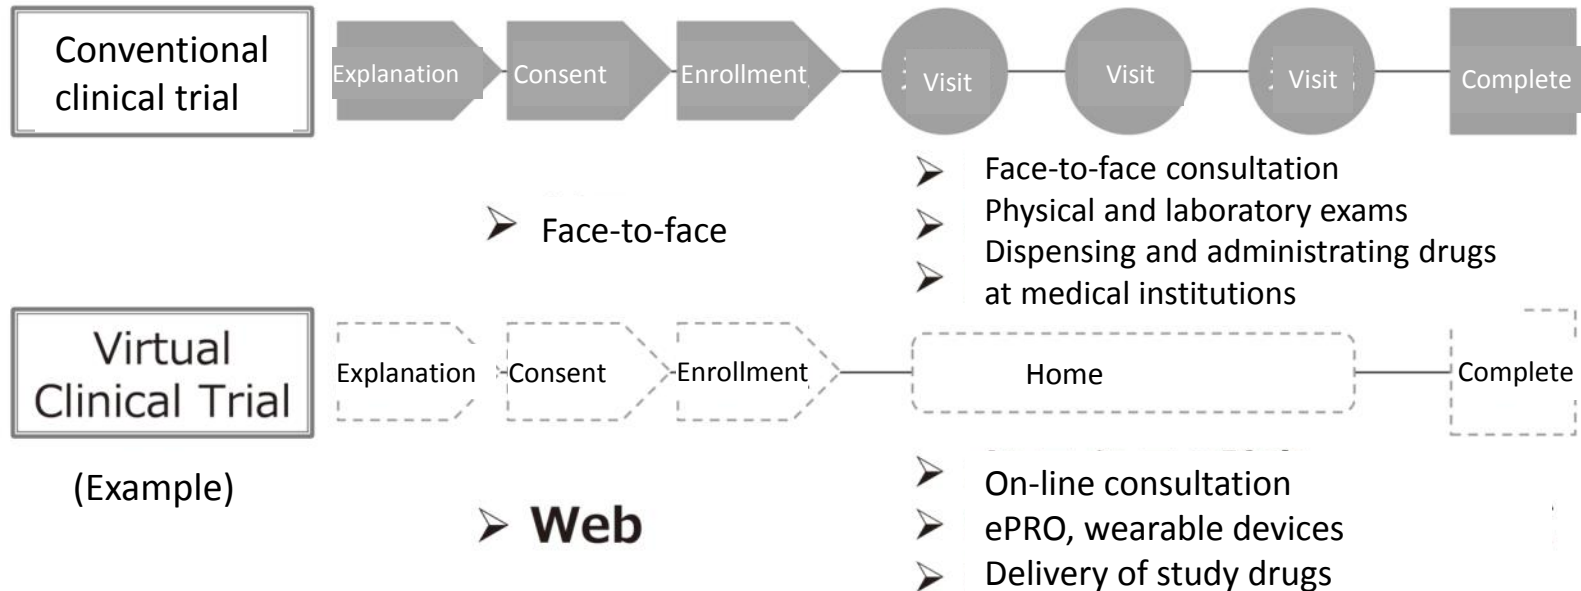 Conventional
clinical trial
Explanation
Consent
Enrollment
Visit
Visit
Visit
Complete
Face-to-face
Face-to-face consultation
Physical and laboratory exams
Dispensing and administrating drugs
at medical institutions
Virtual
Clinical Trial
(Example)
Explanation
Consent
Enrollment
Home
Complete
Web
On-line consultation
ePRO, wearable devices
Delivery of study drugs